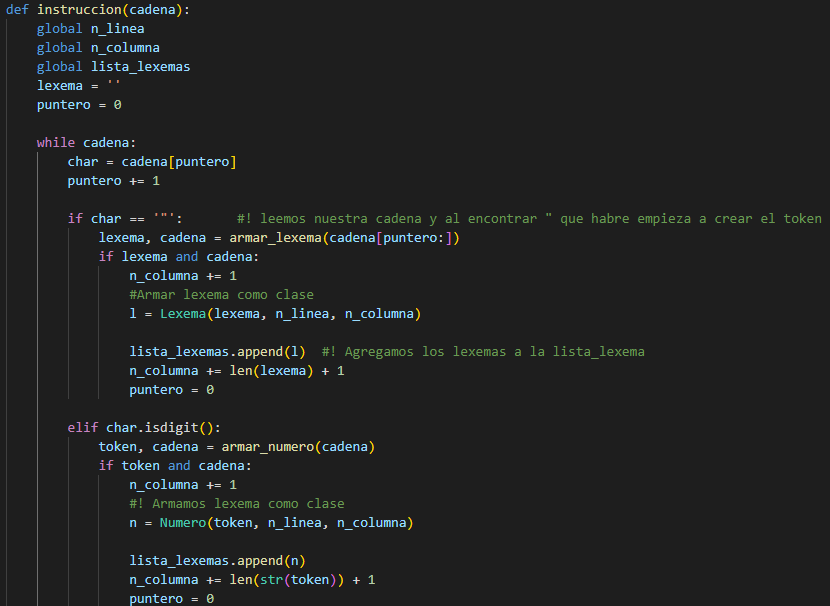 def instruccion(cadena):
    global n_linea
    global n_columna
    global lista_lexemas
    lexema = ''
    puntero = 0

    while cadena:
        char = cadena[puntero]
        puntero += 1

        if char == '"':       #! leemos nuestra cadena y al encontrar " que habre empieza a crear el token
            lexema, cadena = armar_lexema(cadena[puntero:])
            if lexema and cadena:
                n_columna += 1
                #Armar lexema como clase
                l = Lexema(lexema, n_linea, n_columna)

                lista_lexemas.append(l)  #! Agregamos los lexemas a la lista_lexema
                n_columna += len(lexema) + 1
                puntero = 0

        elif char.isdigit():
            token, cadena = armar_numero(cadena)
            if token and cadena:
                n_columna += 1
                #! Armamos lexema como clase
                n = Numero(token, n_linea, n_columna)

                lista_lexemas.append(n)
                n_columna += len(str(token)) + 1
                puntero = 0